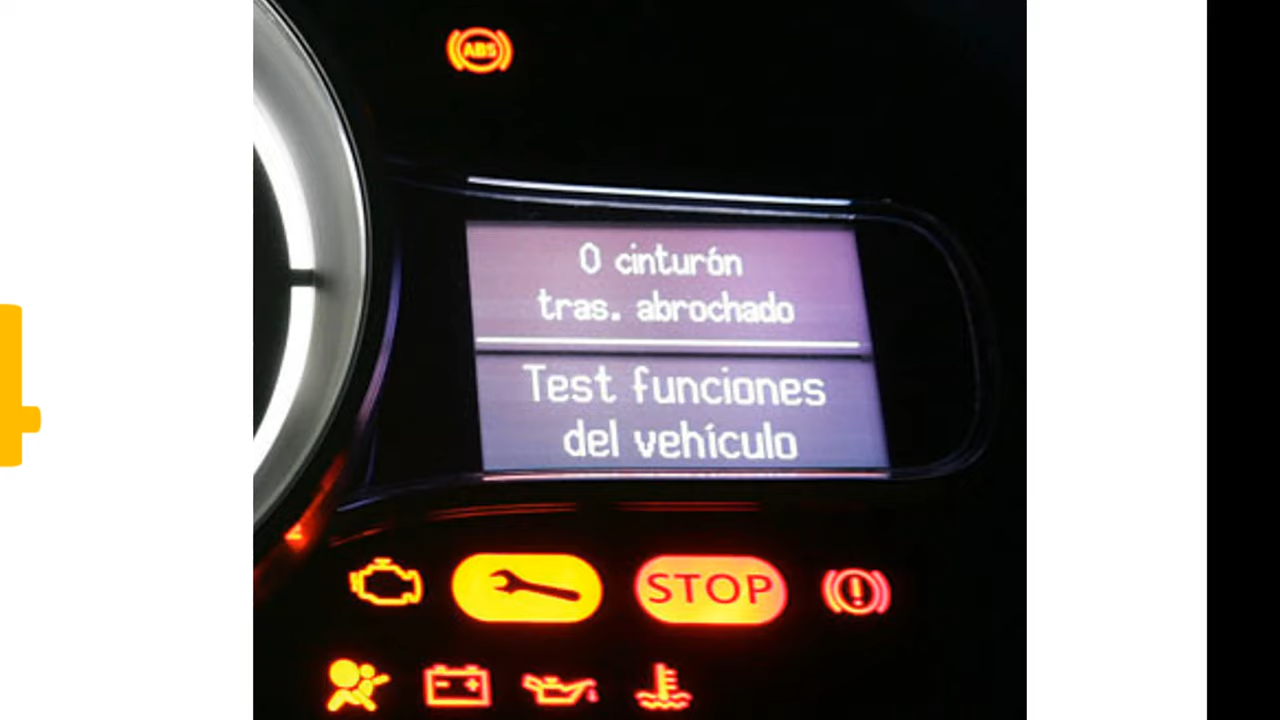 ABS
0 cinturón
tras. abrochado
Test funciones
del vehículo
STOP